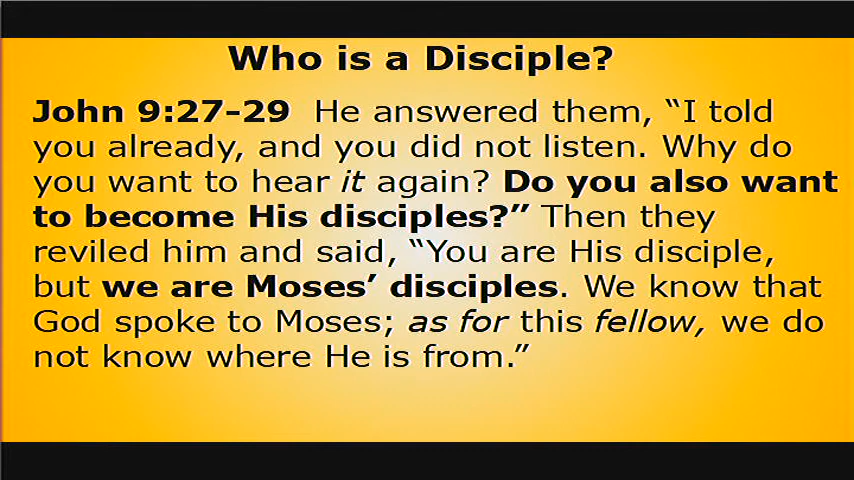 Who is a Disciple?
John 9:27-29 He answered them, “I told
you already, and you did not listen. Why do
you want to hear it again? Do you also want
to become His disciples?” Then they
reviled him and said, “You are His disciple,
but we are Moses’ disciples. We know that
God spoke to Moses; as for this fellow, we do
not know where He is from.”